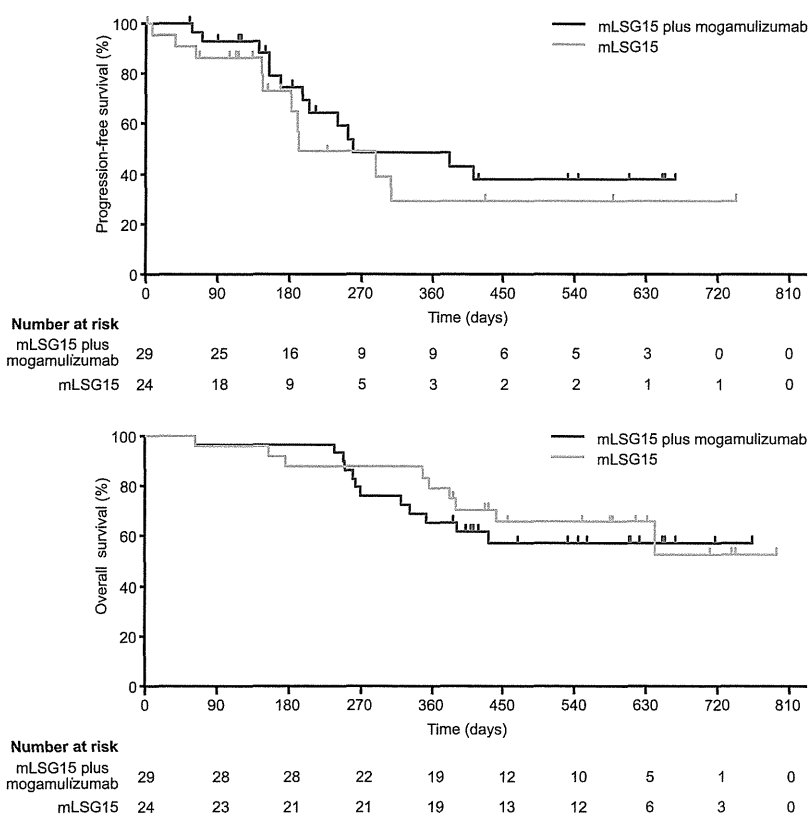 Progression-free survival (%)
100
80
60
40
20
0
mLSG15 plus mogamulizumab
mLSG15
0 90 180 270 360 450 540 630 720 810
Time (days)
Number at risk
mLSG15 plus
mogamulizumab
29 25 16 9 9 6 5 3 0 0
mLSG15 24 18 9 5 3 2 2 1 1 0
Overall survival (%)
100
80
60
40
20
0
mLSG15 plus mogamulizumab
mLSG15
0 90 180 270 360 450 540 630 720 810
Time (days)
Number at risk
mLSG15 plus
mogamulizumab
29 28 28 22 19 12 10 5 1 0
mLSG15 24 23 21 21 19 13 12 6 3 0